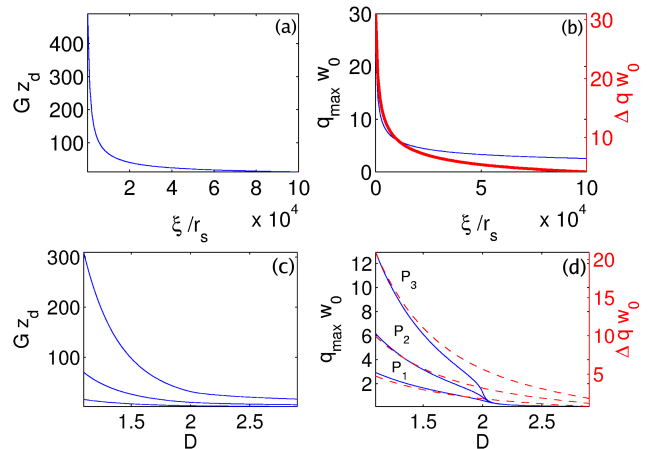 (a)
G z_d
400
300
200
100
2 4 6 8 10
x 10^4
ξ /r_s
(b)
q_max w_0
30
20
10
0
0 5 10
x 10^4
ξ /r_s
30
20
10
5
Δ q w_0
(c)
G z_d
300
200
100
1.5 2 2.5
D
(d)
q_max w_0
12
10
8
6
4
2
P_3
P_2
P_1
1.5 2 2.5
D
20
15
10
5
Δ q w_0